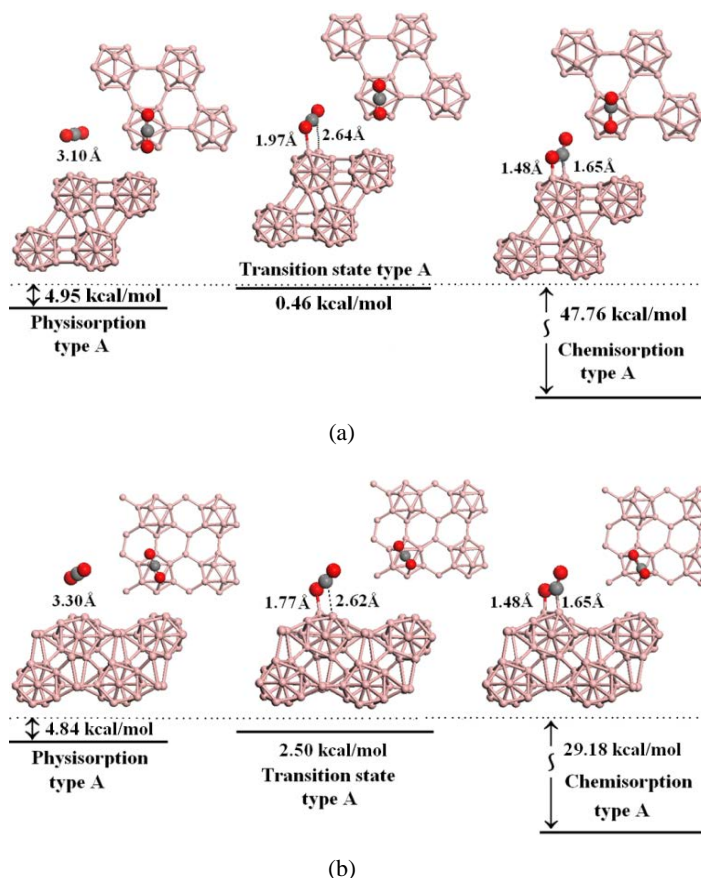 3.10 Å
1.97Å
2.64Å
1.48Å
1.65Å
4.95 kcal/mol
Physisorption
type A
Transition state type A
0.46 kcal/mol
47.76 kcal/mol
Chemisorption
type A
(a)
3.30Å
1.77Å
2.62Å
1.48Å
1.65Å
4.84 kcal/mol
Physisorption
type A
2.50 kcal/mol
Transition state
type A
29.18 kcal/mol
Chemisorption
type A
(b)